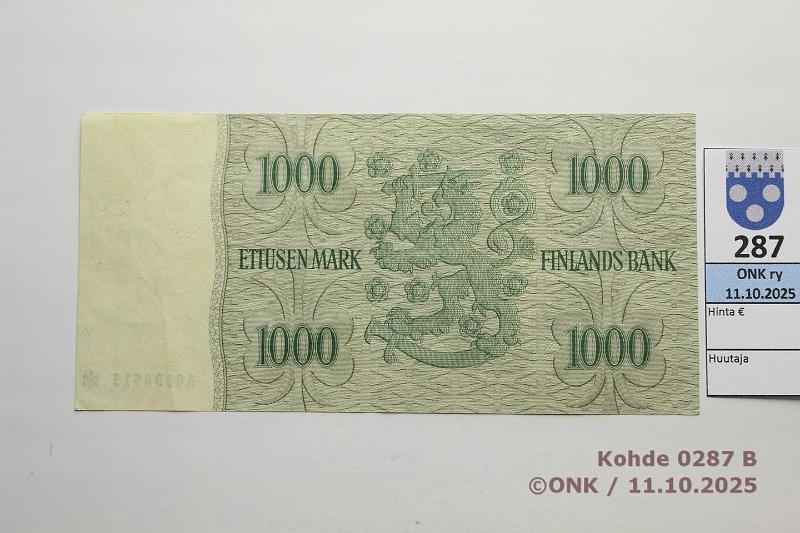 1000 1000
ETTUSEN MARK FINLANDS BANK
1000 1000
287
ONK ry
11.10.2025
Hinta €
Huutaja
Kohde 0287 B
©ONK / 11.10.2025